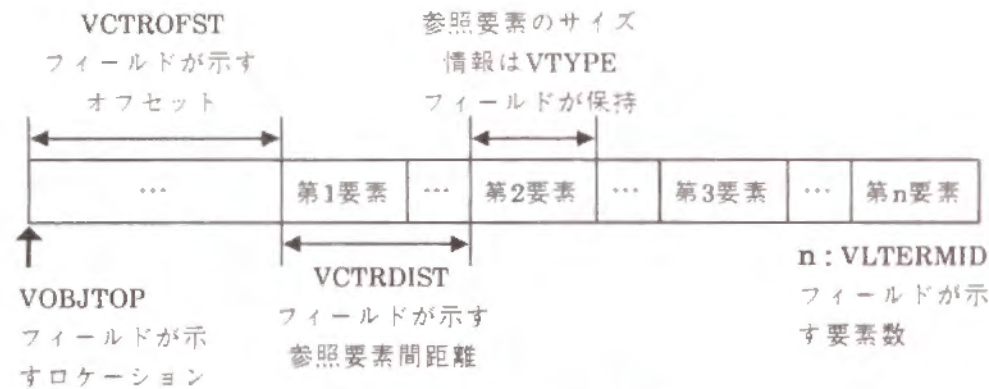 VCTROFST
フィールドが示す
オフセット
参照要素のサイズ
情報はVTYPE
フィールドが保持
…
第1要素
…
第2要素
…
第3要素
…
第n要素
VOBJTOP
フィールドが示
すロケーション
VCTRDIST
フィールドが示す
参照要素間距離
n : VLTERMID
フィールドが示
す要素数